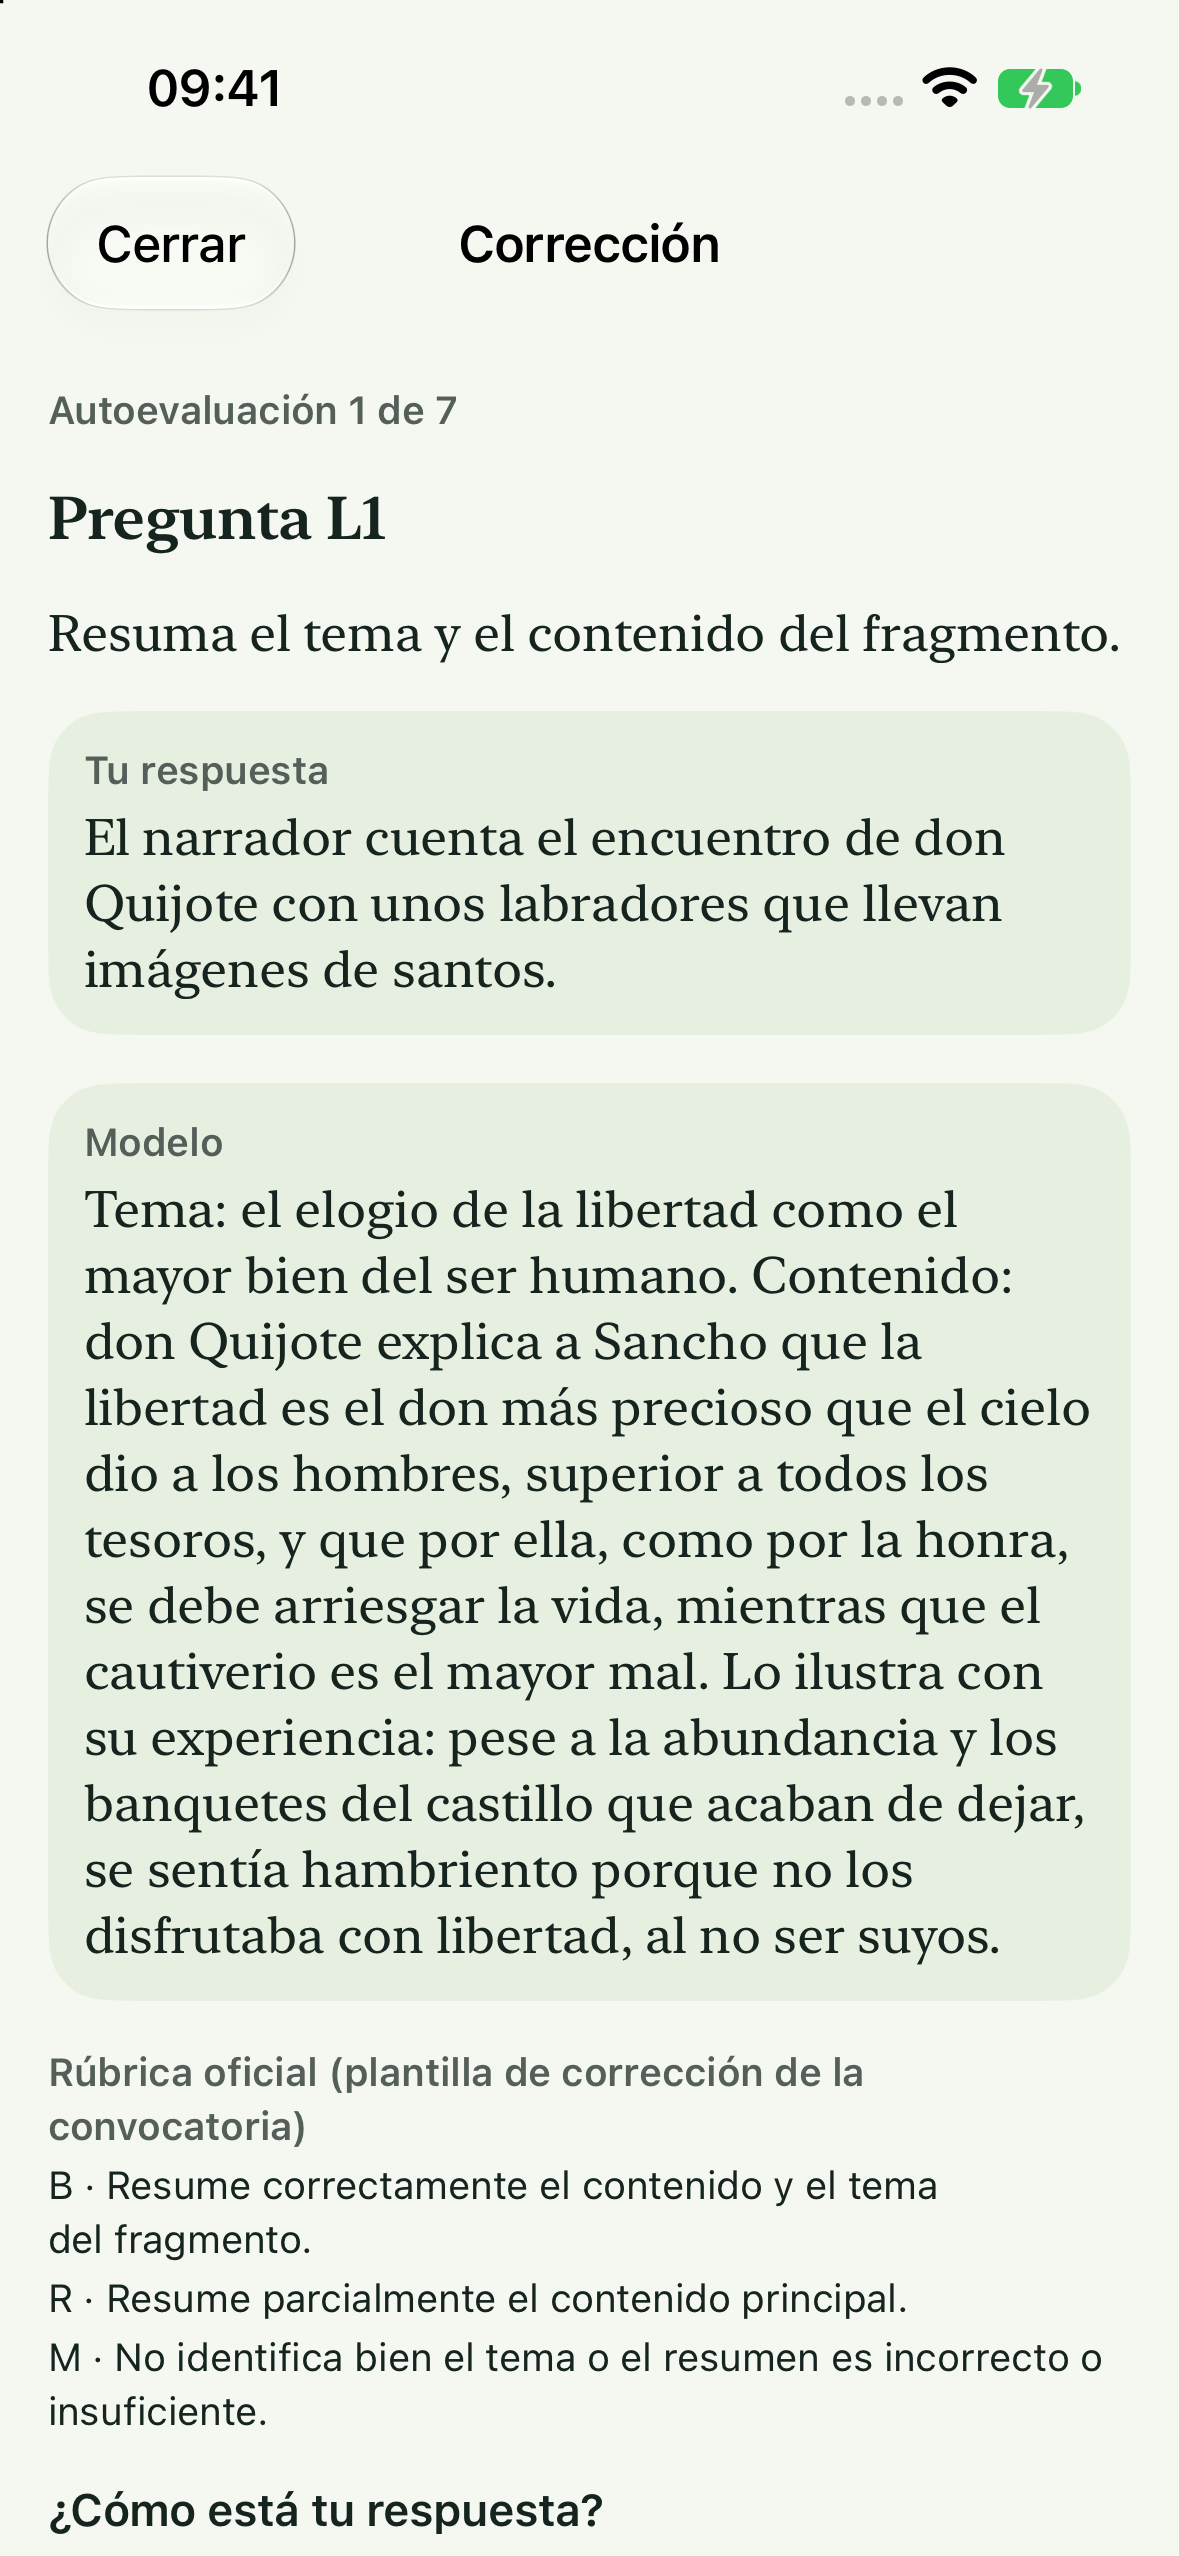 09:41
Cerrar
Corrección
Autoevaluación 1 de 7
Pregunta L1
Resuma el tema y el contenido del fragmento.
Tu respuesta
El narrador cuenta el encuentro de don
Quijote con unos labradores que llevan
imágenes de santos.
Modelo
Tema: el elogio de la libertad como el
mayor bien del ser humano. Contenido:
don Quijote explica a Sancho que la
libertad es el don más precioso que el cielo
dio a los hombres, superior a todos los
tesoros, y que por ella, como por la honra,
se debe arriesgar la vida, mientras que el
cautiverio es el mayor mal. Lo ilustra con
su experiencia: pese a la abundancia y los
banquetes del castillo que acaban de dejar,
se sentía hambriento porque no los
disfrutaba con libertad, al no ser suyos.
Rúbrica oficial (plantilla de corrección de la
convocatoria)
B · Resume correctamente el contenido y el tema
del fragmento.
R · Resume parcialmente el contenido principal.
M · No identifica bien el tema o el resumen es incorrecto o
insuficiente.
¿Cómo está tu respuesta?